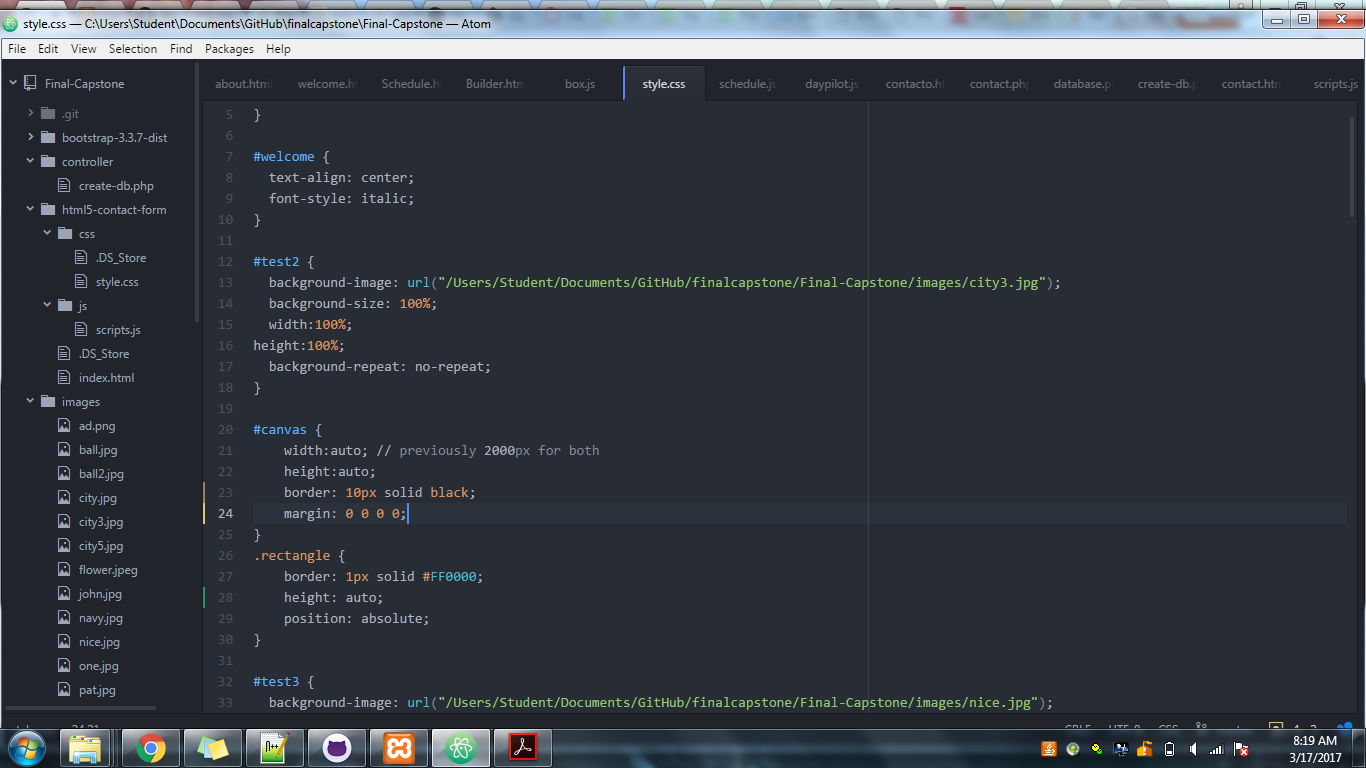 style.css — C:\Users\Student\Documents\GitHub\finalcapstone\Final-Capstone — Atom
File Edit View Selection Find Packages Help
Final-Capstone
.git
bootstrap-3.3.7-dist
controller
create-db.php
html5-contact-form
css
.DS_Store
style.css
js
scripts.js
.DS_Store
index.html
images
ad.png
ball.jpg
ball2.jpg
city.jpg
city3.jpg
city5.jpg
flower.jpeg
john.jpg
navy.jpg
nice.jpg
one.jpg
pat.jpg
about.html welcome.h Schedule.h Builder.htm box.js style.css schedule.js daypilot.js contacto.ht contact.php database.p create-db.p contact.htm scripts.js
5 }
6
7 #welcome {
8 text-align: center;
9 font-style: italic;
10 }
11
12 #test2 {
13 background-image: url("/Users/Student/Documents/GitHub/finalcapstone/Final-Capstone/images/city3.jpg");
14 background-size: 100%;
15 width:100%;
16 height:100%;
17 background-repeat: no-repeat;
18 }
19
20 #canvas {
21 width:auto; // previously 2000px for both
22 height:auto;
23 border: 10px solid black;
24 margin: 0 0 0 0;
25 }
26 .rectangle {
27 border: 1px solid #FF0000;
28 height: auto;
29 position: absolute;
30 }
31
32 #test3 {
33 background-image: url("/Users/Student/Documents/GitHub/finalcapstone/Final-Capstone/images/nice.jpg");
8:19 AM
3/17/2017